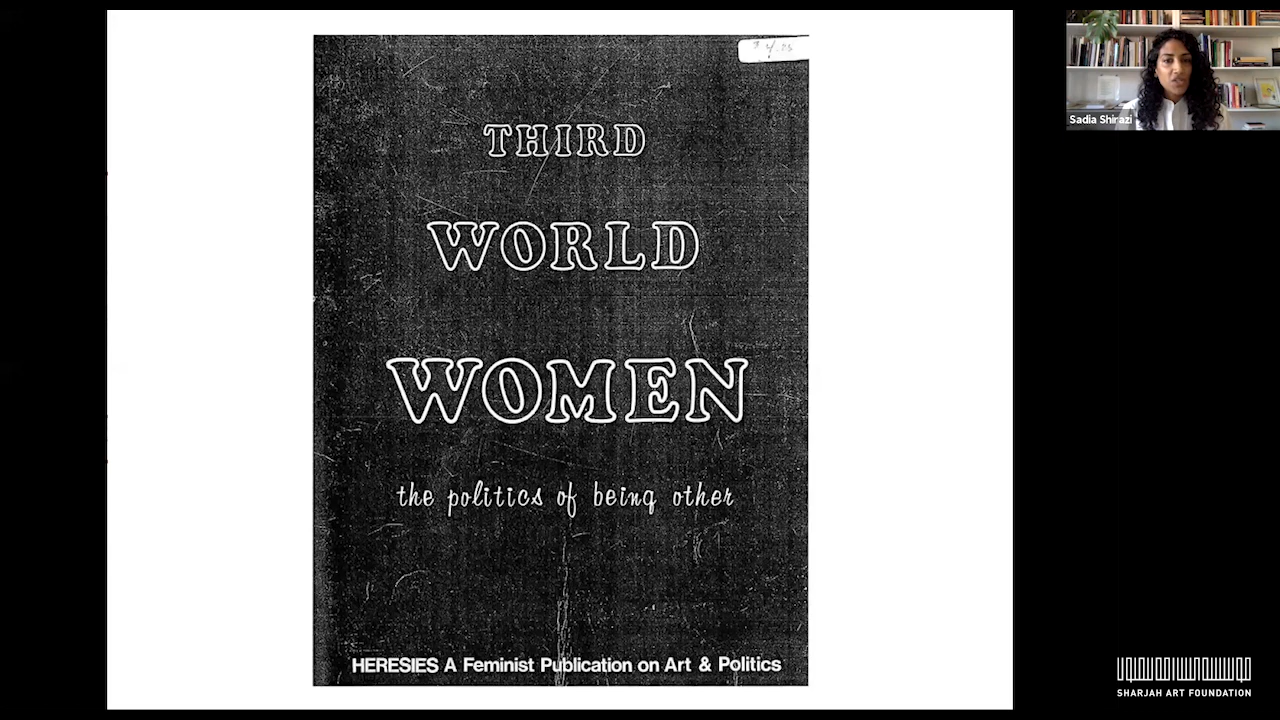 THIRD
WORLD
WOMEN
the politics of being other
HERESIES A Feminist Publication on Art & Politics
Sadia Shirazi
SHARJAH ART FOUNDATION